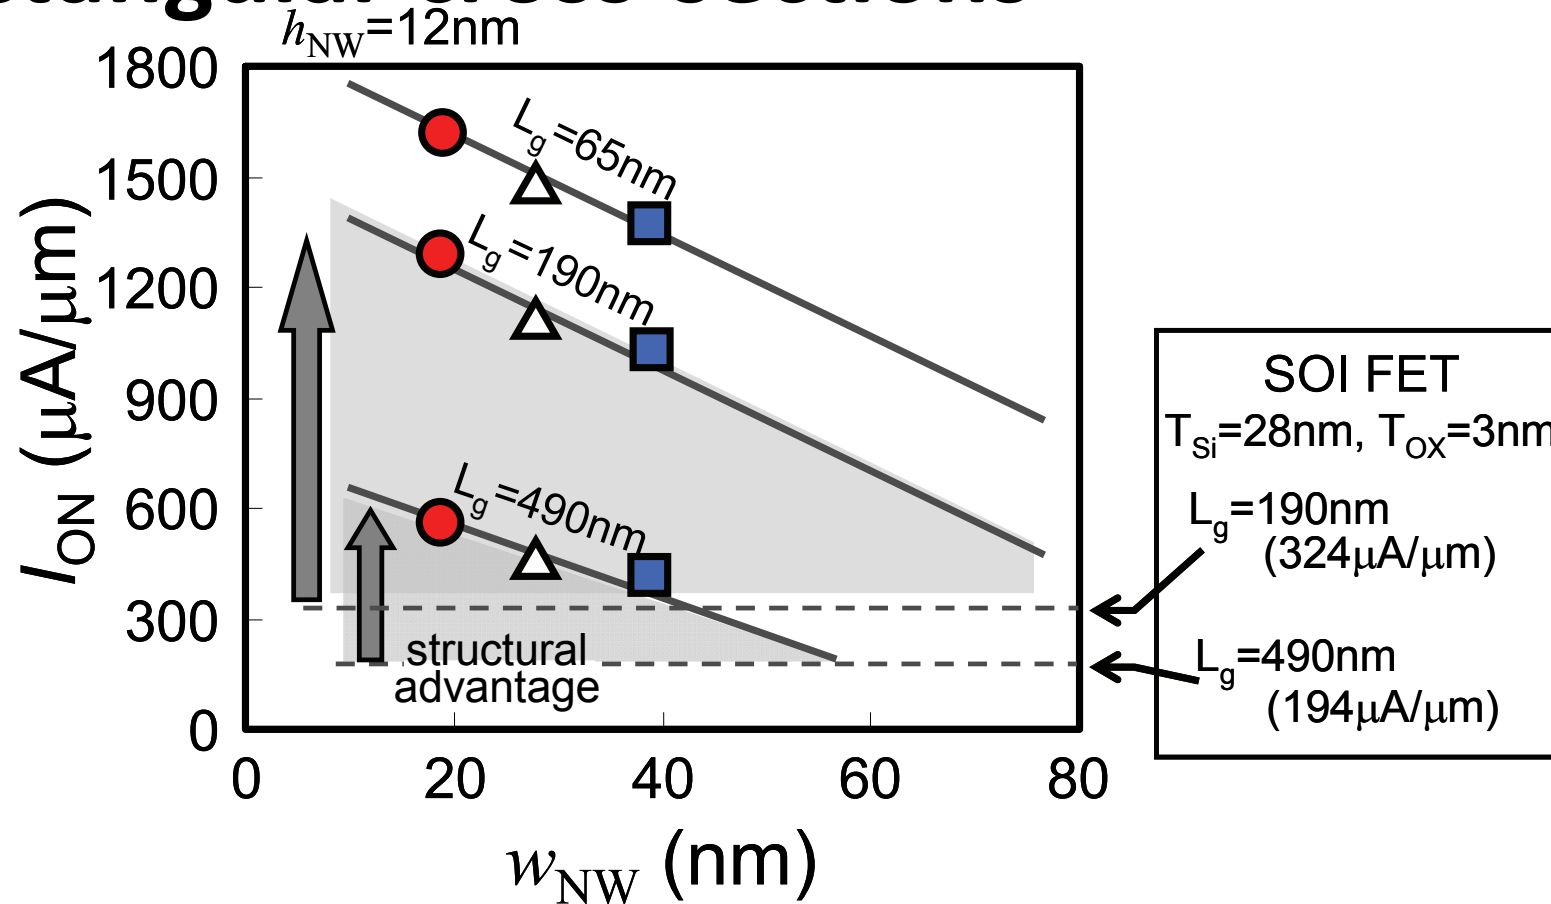 cross sections
hNW=12nm
1800
1500
1200
900
600
300
0
ION (μA/μm)
Lg=65nm
Lg=190nm
Lg=490nm
structural
advantage
0 20 40 60 80
wNW (nm)
SOI FET
TSi=28nm, TOX=3nm
Lg=190nm
(324μA/μm)
Lg=490nm
(194μA/μm)